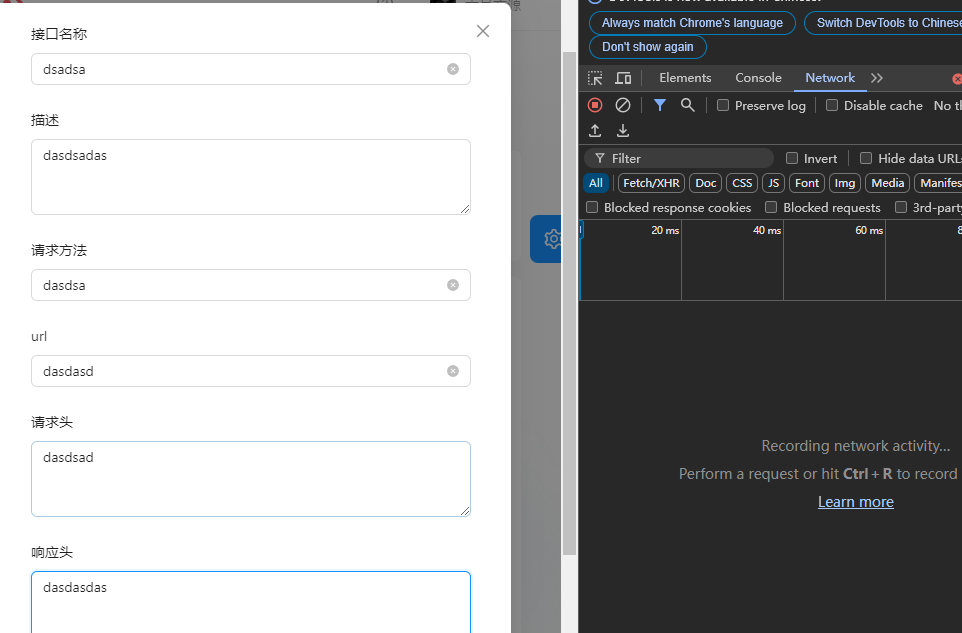 接口名称
dsadsa
描述
dasdsadas
请求方法
dsadsa
url
dasdasd
请求头
dasdsad
响应头
dasdasdas
Always match Chrome's language
Switch DevTools to Chinese
Don't show again
Elements
Console
Network
Preserve log
Disable cache
No th
Filter
Invert
Hide data URL
All
Fetch/XHR
Doc
CSS
JS
Font
Img
Media
Manifes
Blocked response cookies
Blocked requests
3rd-party
20 ms
40 ms
60 ms
8
Recording network activity...
Perform a request or hit Ctrl + R to record
Learn more